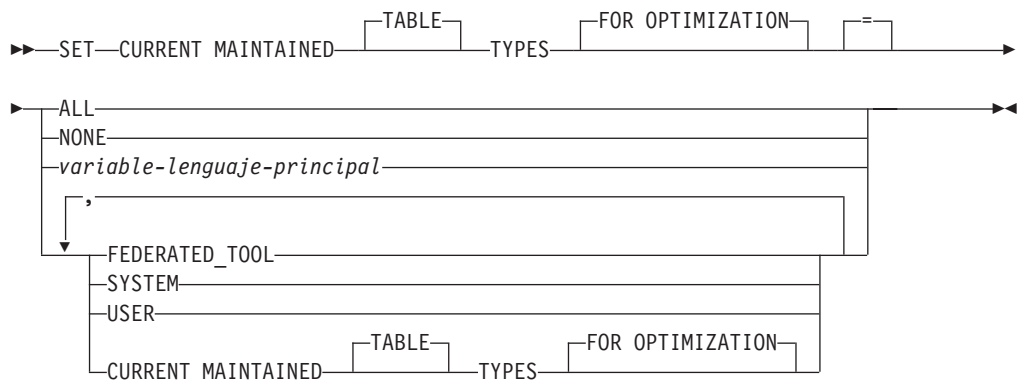 TABLE FOR OPTIMIZATION =
SET CURRENT MAINTAINED TYPES
ALL
NONE
variable-lenguaje-principal
,
FEDERATED_TOOL
SYSTEM
USER
TABLE FOR OPTIMIZATION
CURRENT MAINTAINED TYPES